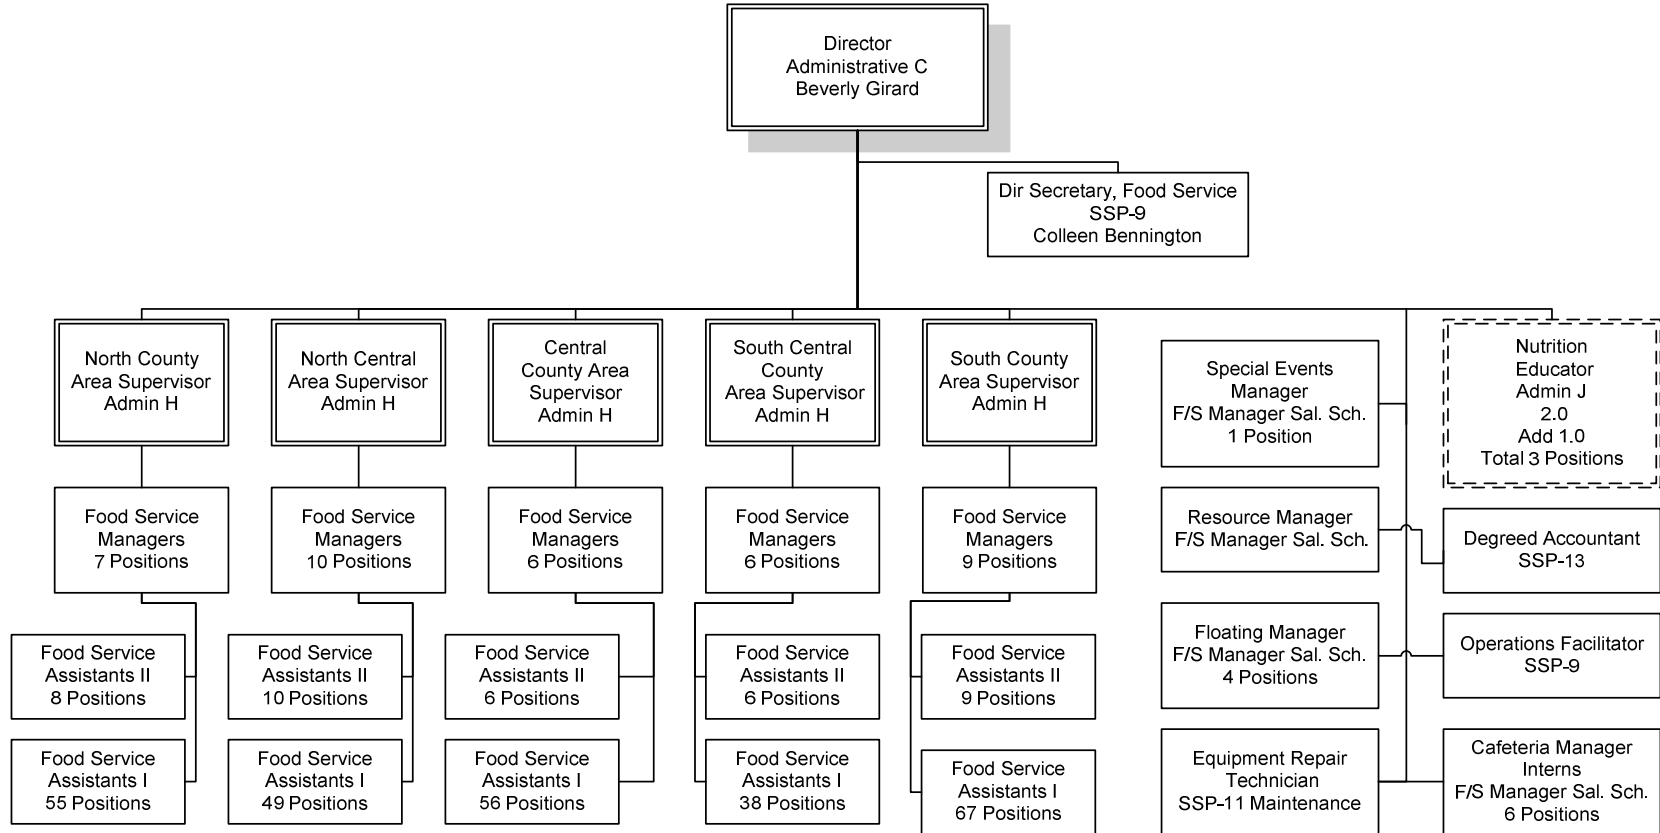 Director
Administrative C
Beverly Girard
Dir Secretary, Food Service
SSP-9
Colleen Bennington
North County
Area Supervisor
Admin H
North Central
Area Supervisor
Admin H
Central
County Area
Supervisor
Admin H
South Central
County
Area Supervisor
Admin H
South County
Area Supervisor
Admin H
Special Events
Manager
F/S Manager Sal. Sch.
1 Position
Nutrition
Educator
Admin J
2.0
Add 1.0
Total 3 Positions
Food Service
Managers
7 Positions
Food Service
Managers
10 Positions
Food Service
Managers
6 Positions
Food Service
Managers
6 Positions
Food Service
Managers
9 Positions
Resource Manager
F/S Manager Sal. Sch.
Degreed Accountant
SSP-13
Food Service
Assistants II
8 Positions
Food Service
Assistants II
10 Positions
Food Service
Assistants II
6 Positions
Food Service
Assistants II
6 Positions
Food Service
Assistants II
9 Positions
Floating Manager
F/S Manager Sal. Sch.
4 Positions
Operations Facilitator
SSP-9
Food Service
Assistants I
55 Positions
Food Service
Assistants I
49 Positions
Food Service
Assistants I
56 Positions
Food Service
Assistants I
38 Positions
Food Service
Assistants I
67 Positions
Equipment Repair
Technician
SSP-11 Maintenance
Cafeteria Manager
Interns
F/S Manager Sal. Sch.
6 Positions